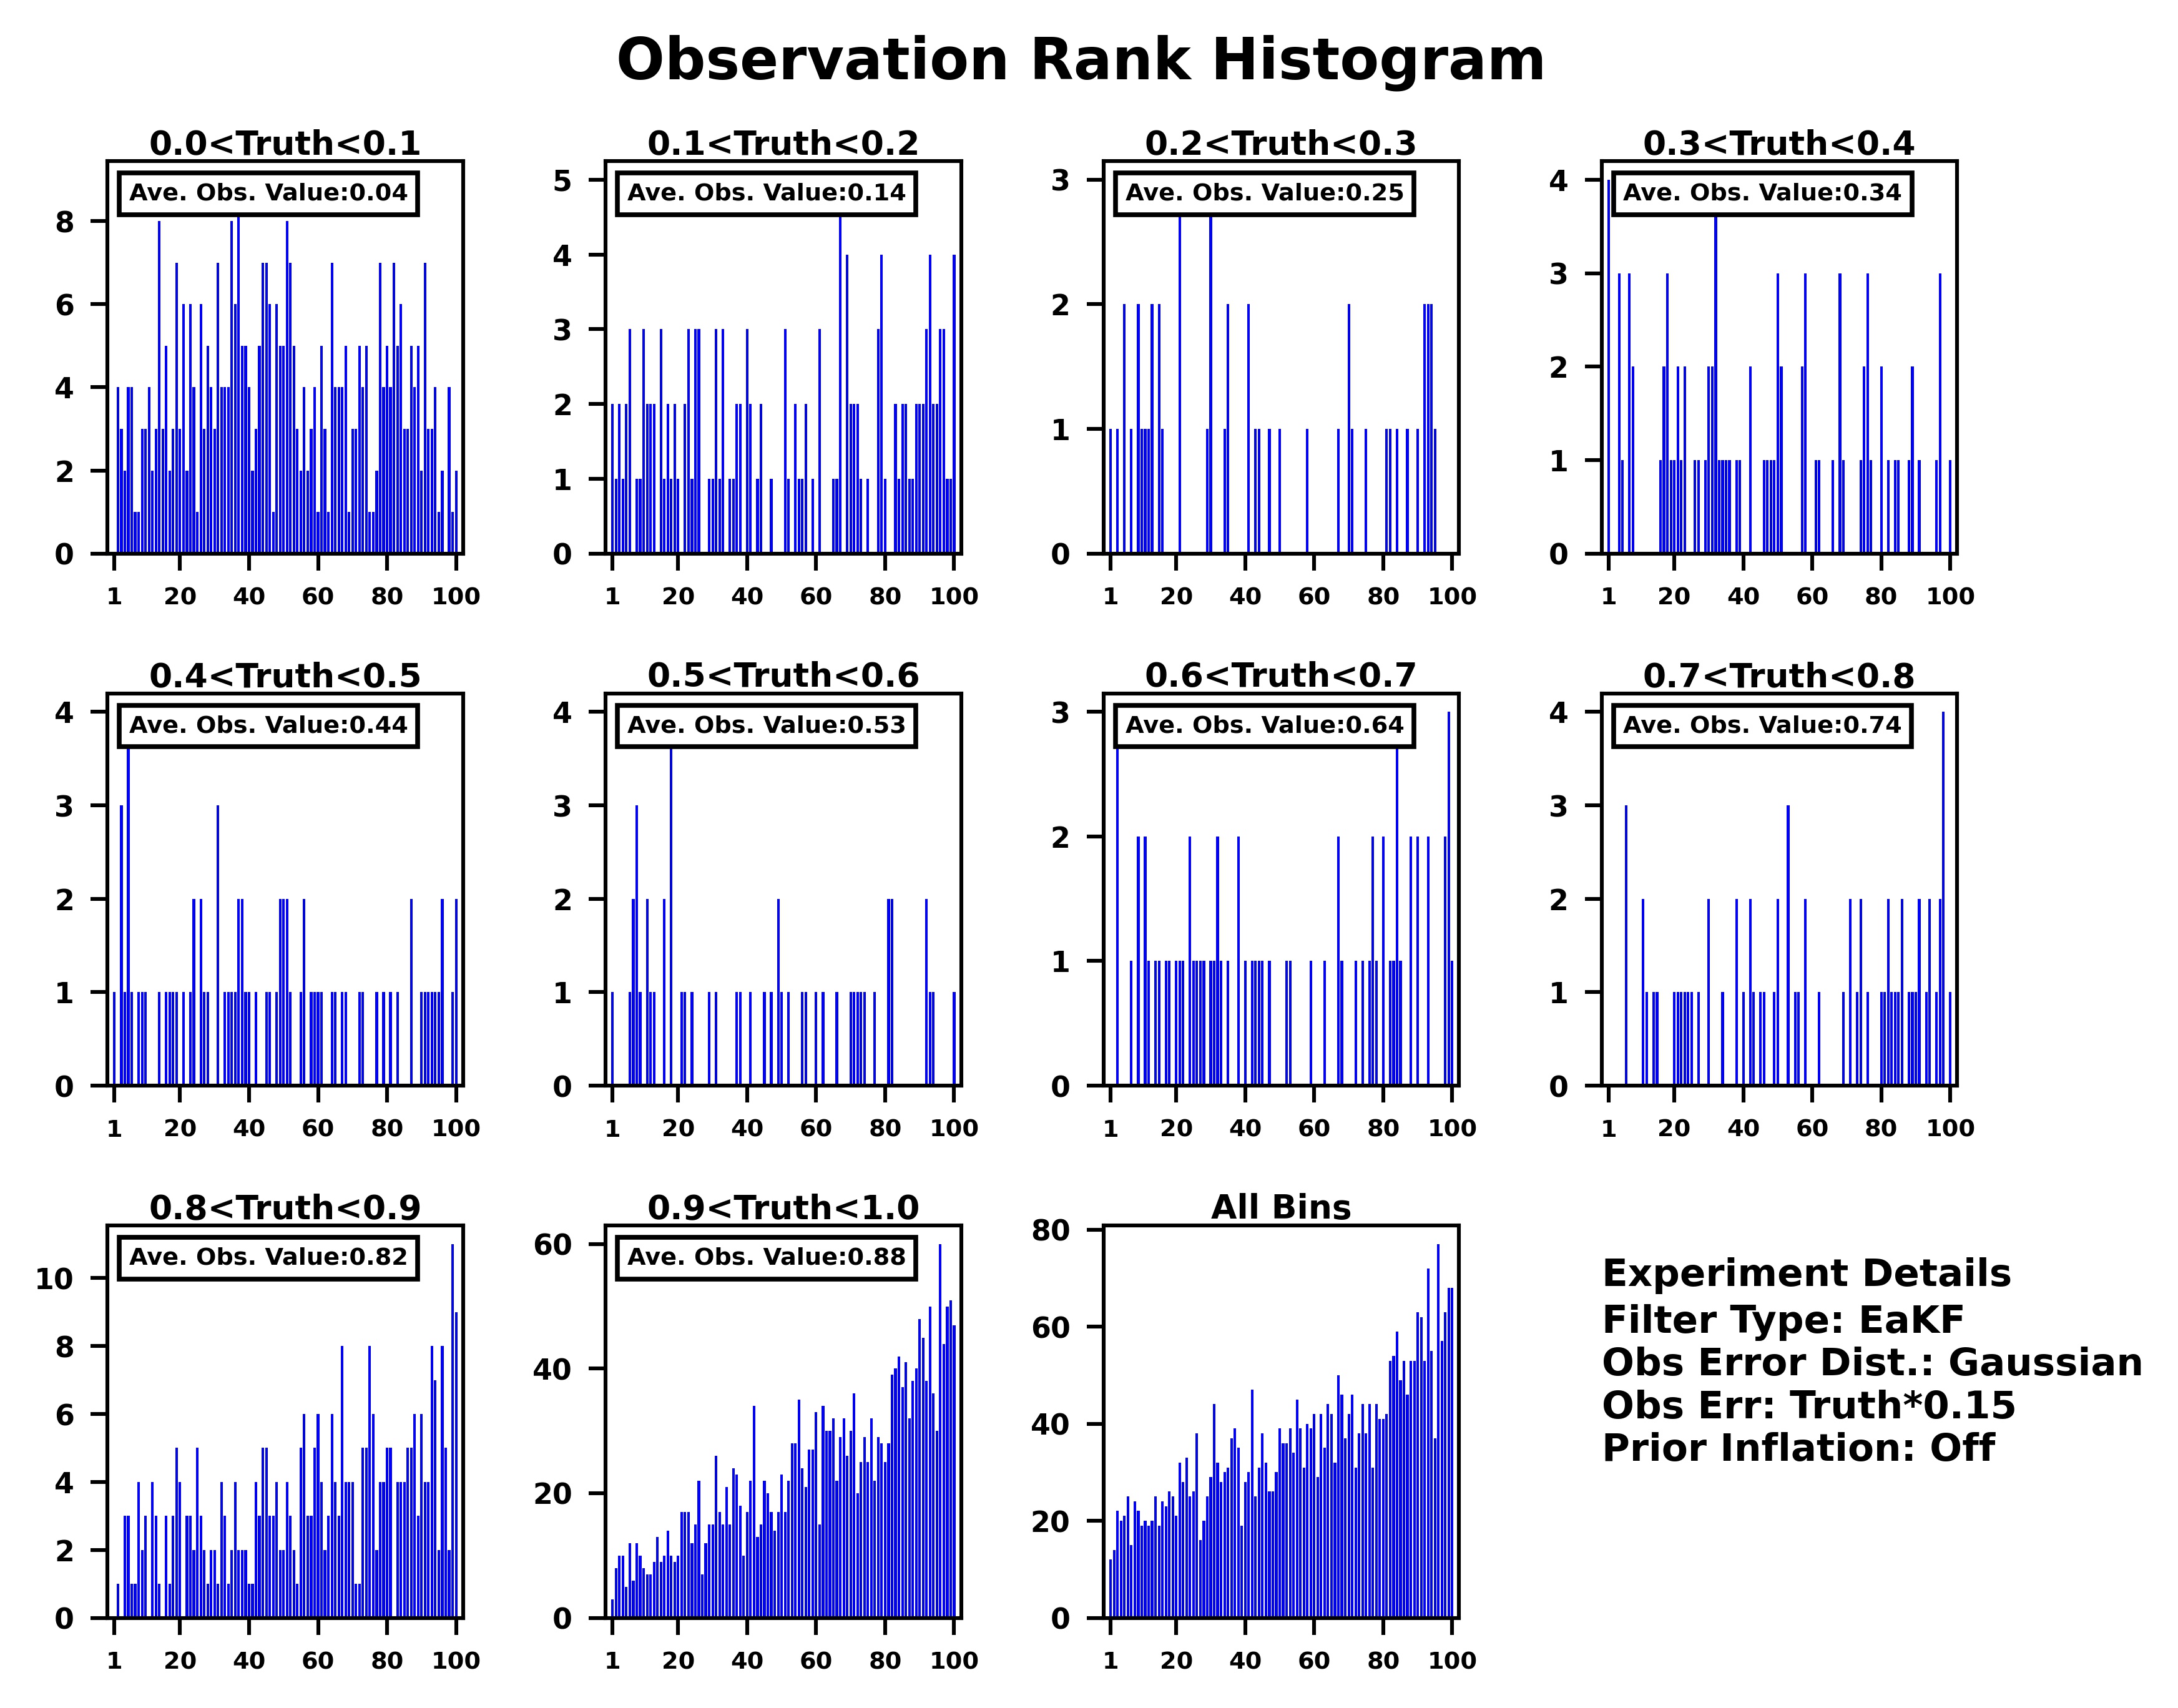 Observation Rank Histogram
0.0<Truth<0.1
0.1<Truth<0.2
0.2<Truth<0.3
0.3<Truth<0.4
Ave. Obs. Value:0.04
Ave. Obs. Value:0.14
Ave. Obs. Value:0.25
Ave. Obs. Value:0.34
8
6
4
2
0
5
4
3
2
1
0
3
2
1
0
4
3
2
1
0
1 20 40 60 80 100
1 20 40 60 80 100
1 20 40 60 80 100
1 20 40 60 80 100
0.4<Truth<0.5
0.5<Truth<0.6
0.6<Truth<0.7
0.7<Truth<0.8
Ave. Obs. Value:0.44
Ave. Obs. Value:0.53
Ave. Obs. Value:0.64
Ave. Obs. Value:0.74
4
3
2
1
0
4
3
2
1
0
3
2
1
0
4
3
2
1
0
1 20 40 60 80 100
1 20 40 60 80 100
1 20 40 60 80 100
1 20 40 60 80 100
0.8<Truth<0.9
0.9<Truth<1.0
All Bins
Ave. Obs. Value:0.82
Ave. Obs. Value:0.88
10
8
6
4
2
0
60
40
20
0
80
60
40
20
0
1 20 40 60 80 100
1 20 40 60 80 100
1 20 40 60 80 100
Experiment Details
Filter Type: EaKF
Obs Error Dist.: Gaussian
Obs Err: Truth*0.15
Prior Inflation: Off